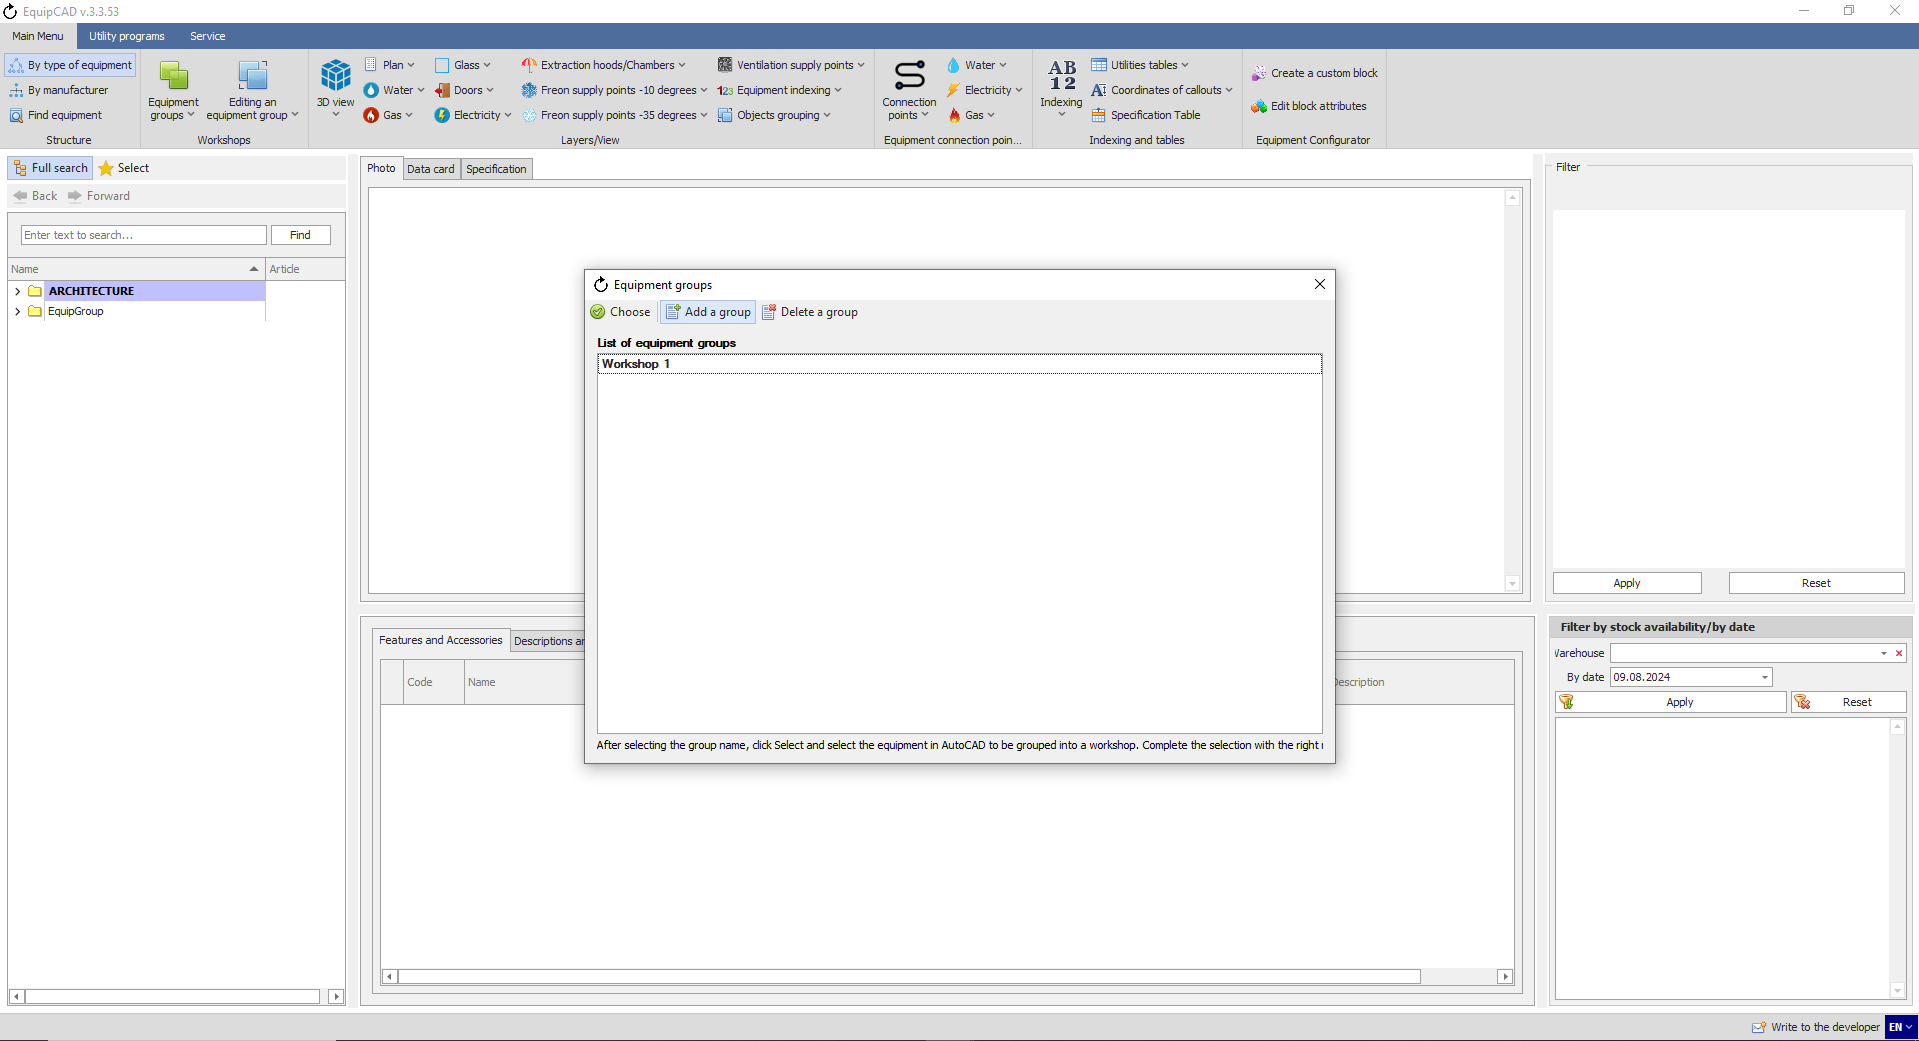 EquipCAD v.3.3.53
Main Menu Utility programs Service
By type of equipment
By manufacturer
Find equipment
Structure
Equipment groups
Editing an equipment group
Workshops
3D view
Plan
Water
Gas
Glass
Doors
Electricity
Extraction hoods/Chambers
Freon supply points -10 degrees
Freon supply points -35 degrees
Ventilation supply points
123 Equipment indexing
Objects grouping
Layers/View
Connection points
Water
Electricity
Gas
Equipment connection poin...
AB
12
Indexing
Utilities tables
Coordinates of callouts
Specification Table
Indexing and tables
Create a custom block
Edit block attributes
Equipment Configurator
Full search Select
Back Forward
Enter text to search... Find
Name Article
ARCHITECTURE
EquipGroup
Photo Data card Specification
Equipment groups
Choose Add a group Delete a group
List of equipment groups
Workshop 1
After selecting the group name, click Select and select the equipment in AutoCAD to be grouped into a workshop. Complete the selection with the right
Features and Accessories Descriptions
Code Name Description
Filter
Apply Reset
Filter by stock availability/by date
Warehouse
By date 09.08.2024
Apply Reset
Write to the developer EN